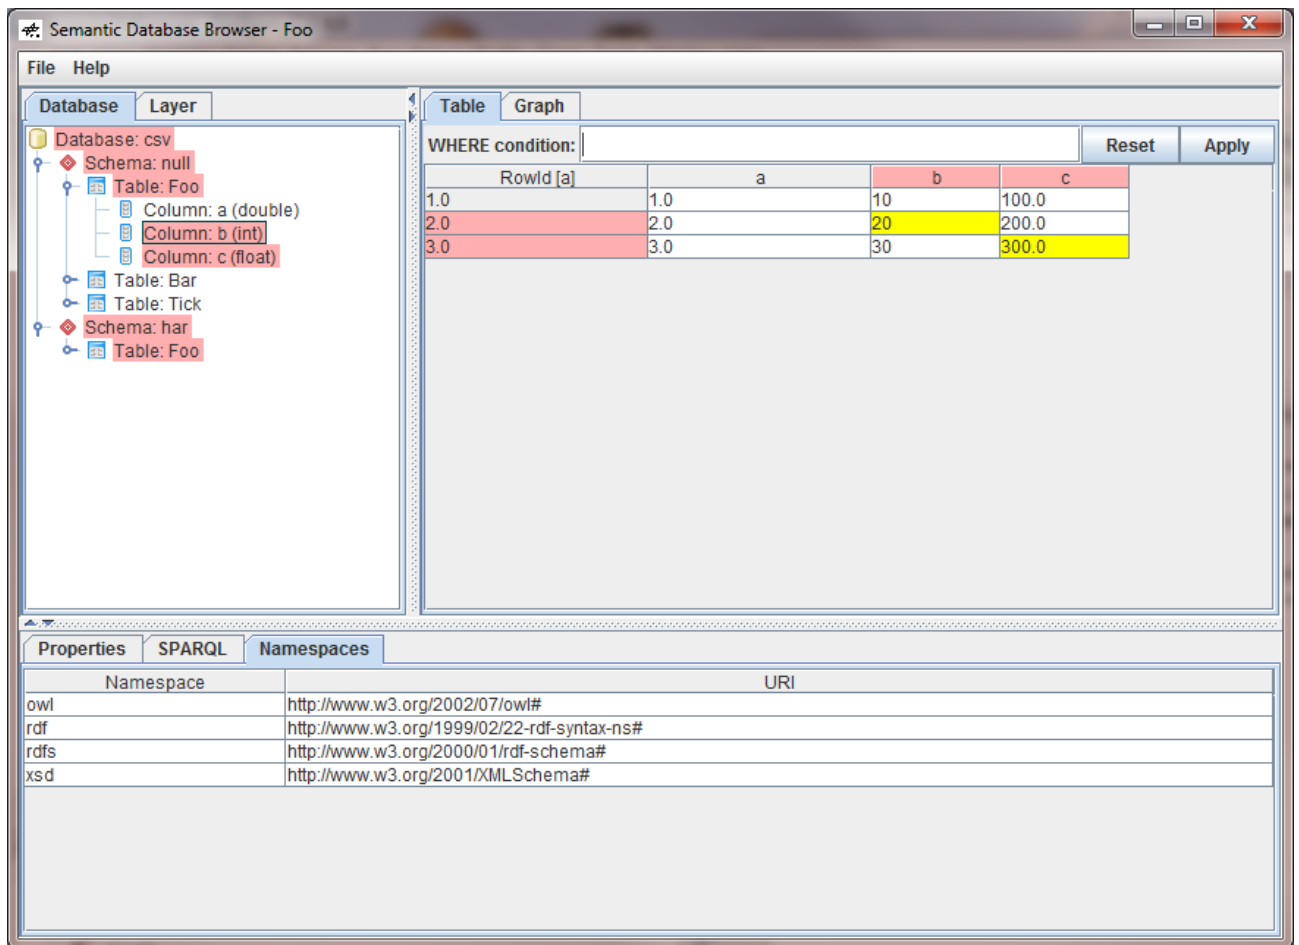 Semantic Database Browser - Foo
File Help
Database Layer
Database: csv
Schema: null
Table: Foo
Column: a (double)
Column: b (int)
Column: c (float)
Table: Bar
Table: Tick
Schema: har
Table: Foo
Table Graph
WHERE condition: Reset Apply
RowId [a] a b c
1.0 1.0 10 100.0
2.0 2.0 20 200.0
3.0 3.0 30 300.0
Properties SPARQL Namespaces
Namespace URI
owl http://www.w3.org/2002/07/owl#
rdf http://www.w3.org/1999/02/22-rdf-syntax-ns#
rdfs http://www.w3.org/2000/01/rdf-schema#
xsd http://www.w3.org/2001/XMLSchema#